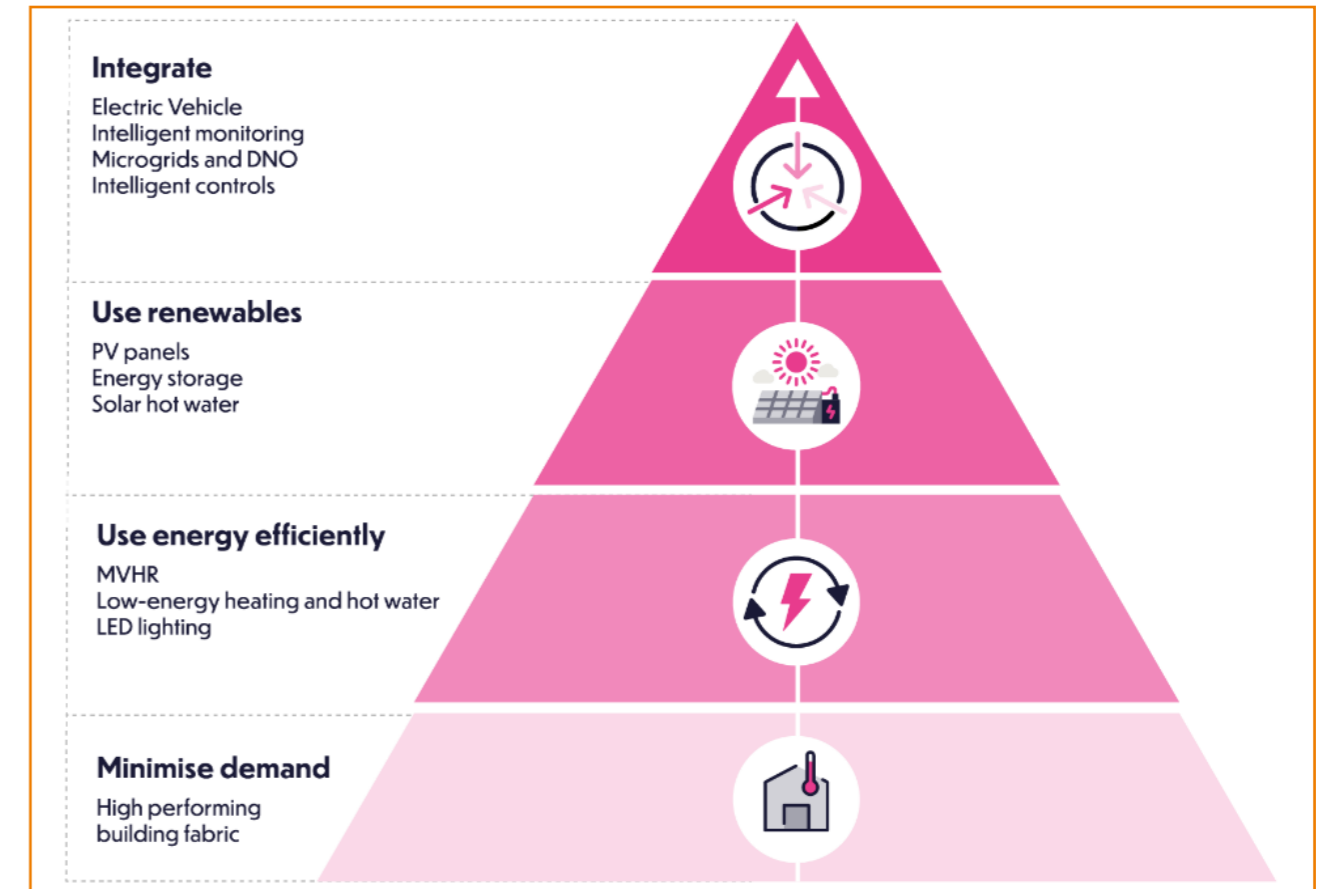 Integrate
Electric Vehicle
Intelligent monitoring
Microgrids and DNO
Intelligent controls
Use renewables
PV panels
Energy storage
Solar hot water
Use energy efficiently
MVHR
Low-energy heating and hot water
LED lighting
Minimise demand
High performing
building fabric